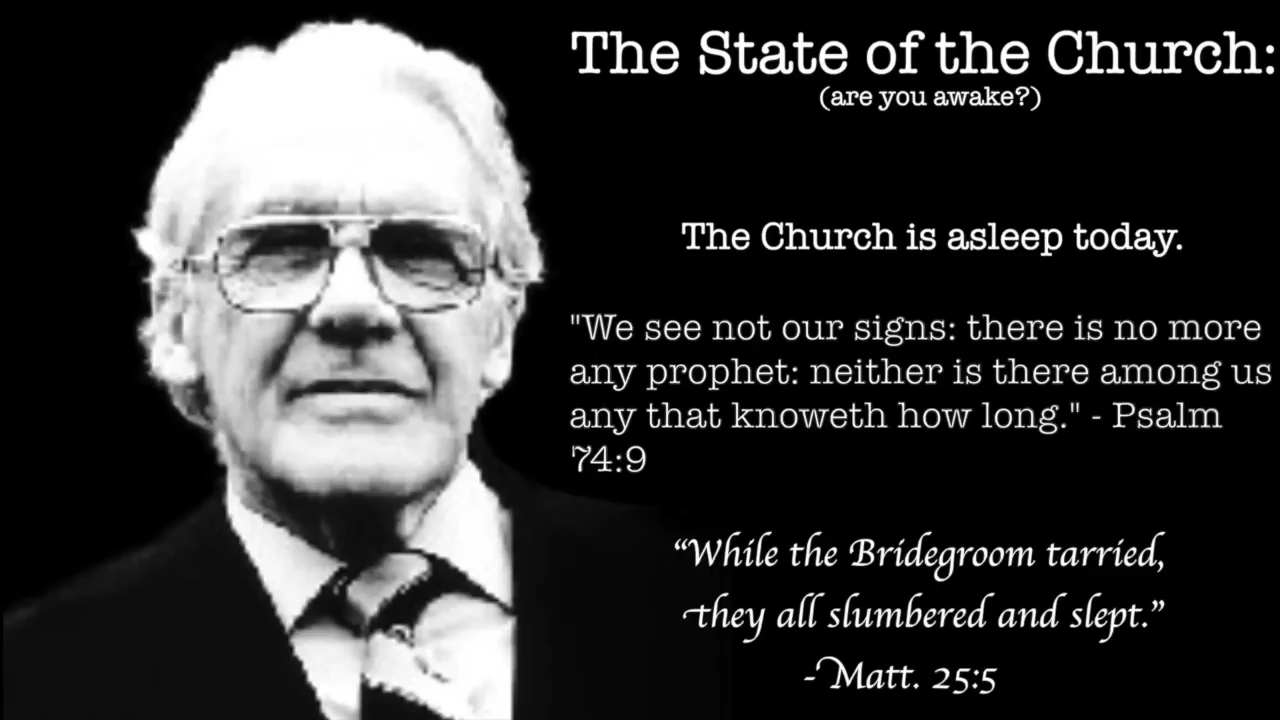 The State of the Church:
(are you awake?)
The Church is asleep today.
"We see not our signs: there is no more
any prophet: neither is there among us
any that knoweth how long." - Psalm
74:9
“While the Bridegroom tarried,
they all slumbered and slept.”
-Matt. 25:5